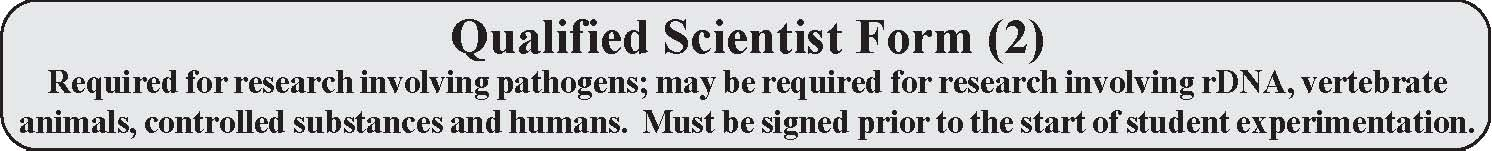 Qualified Scientist Form (2)
Required for research involving pathogens; may be required for research involving rDNA, vertebrate
animals, controlled substances and humans.  Must be signed prior to the start of student experimentation.